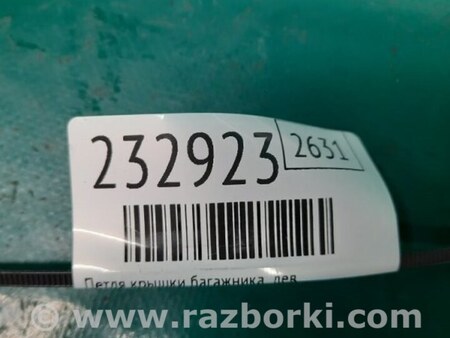 232923
2631
Петля крышки багажника лев
www.razborki.com